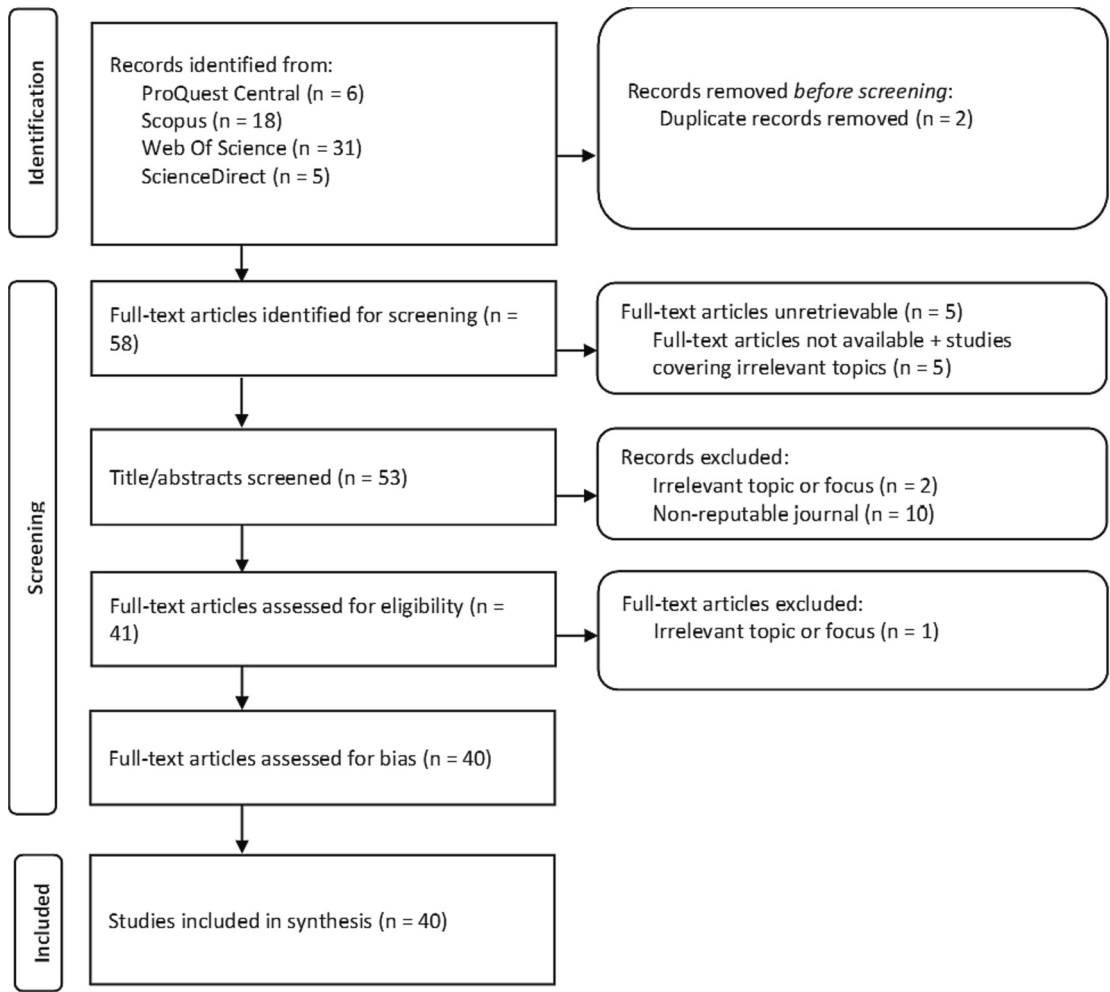 Identification
Records identified from:
ProQuest Central (n = 6)
Scopus (n = 18)
Web Of Science (n = 31)
ScienceDirect (n = 5)
Records removed before screening:
Duplicate records removed (n = 2)
Screening
Full-text articles identified for screening (n =
58)
Full-text articles unretrievable (n = 5)
Full-text articles not available + studies
covering irrelevant topics (n = 5)
Title/abstracts screened (n = 53)
Records excluded:
Irrelevant topic or focus (n = 2)
Non-reputable journal (n = 10)
Full-text articles assessed for eligibility (n =
41)
Full-text articles excluded:
Irrelevant topic or focus (n = 1)
Full-text articles assessed for bias (n = 40)
Included
Studies included in synthesis (n = 40)